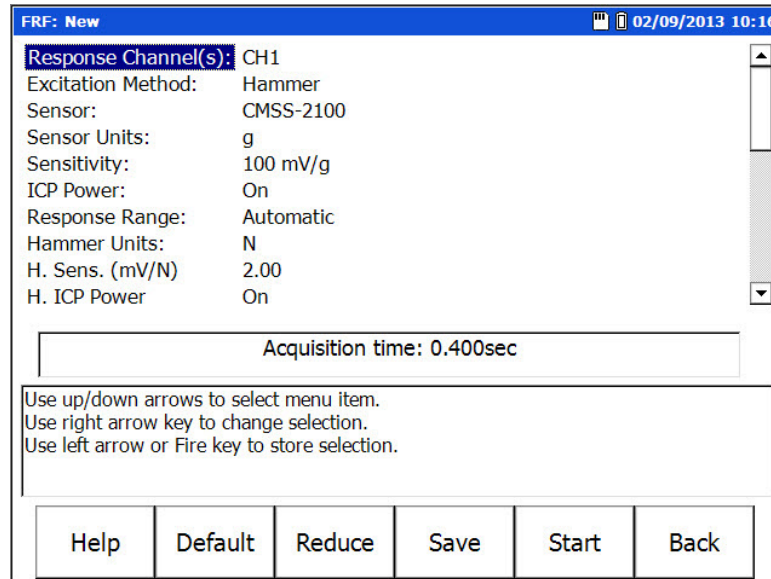 FRF: New 02/09/2013 10:16
Response Channel(s): CH1
Excitation Method: Hammer
Sensor: CMSS-2100
Sensor Units: g
Sensitivity: 100 mV/g
ICP Power: On
Response Range: Automatic
Hammer Units: N
H. Sens. (mV/N) 2.00
H. ICP Power On
Acquisition time: 0.400sec
Use up/down arrows to select menu item.
Use right arrow key to change selection.
Use left arrow or Fire key to store selection.
Help Default Reduce Save Start Back